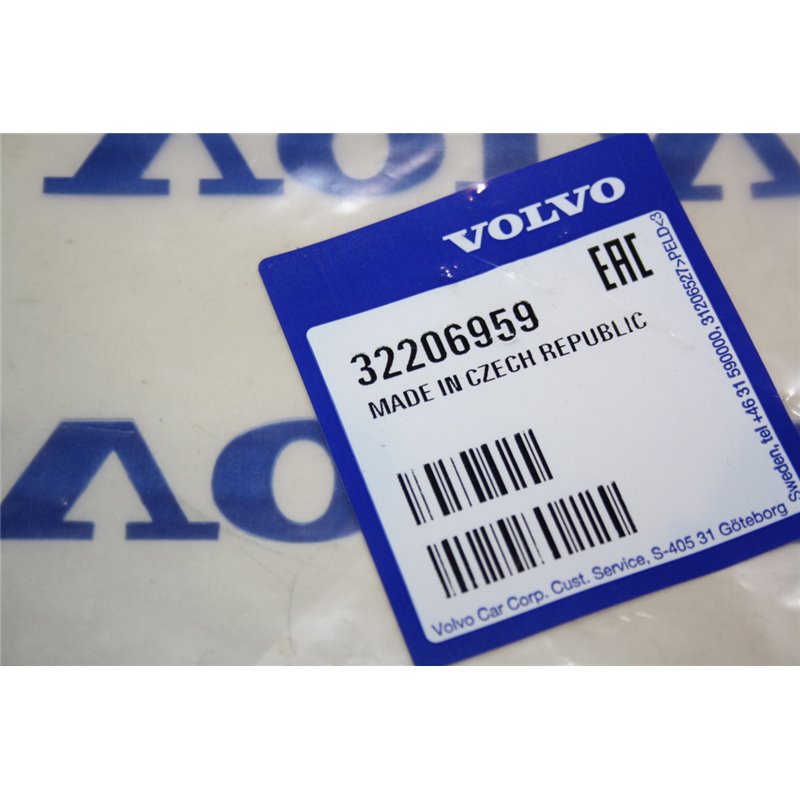 VOLVO
EAC
32206959
MADE IN CZECH REPUBLIC
Volvo Car Corp. Cust. Service, S-405 31 Göteborg
Sweden, tel +46 31 590000, 31206527>PELD<3